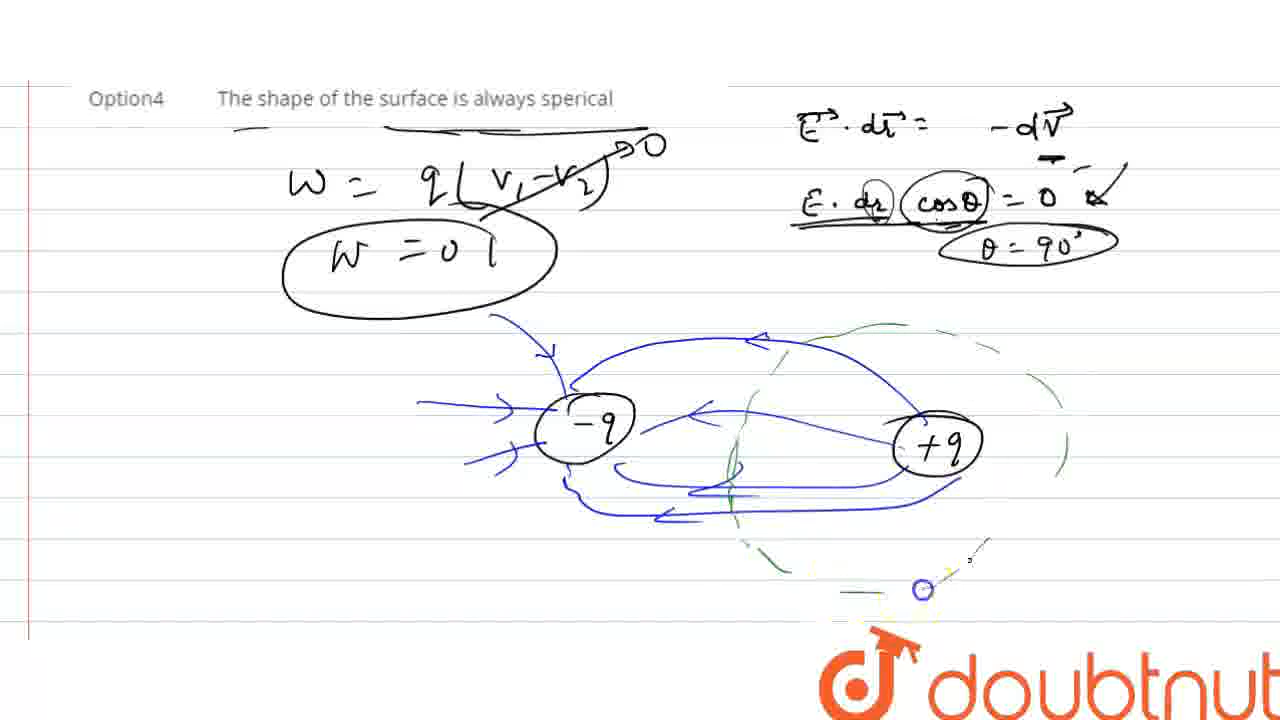 Option4 The shape of the surface is always sperical
E⃗ · dr⃗ = -dV⃗
W = q(V₁-V₂) 0
E · dr cosθ = 0
W = 0
θ = 90°
-q
+q
doubtnut